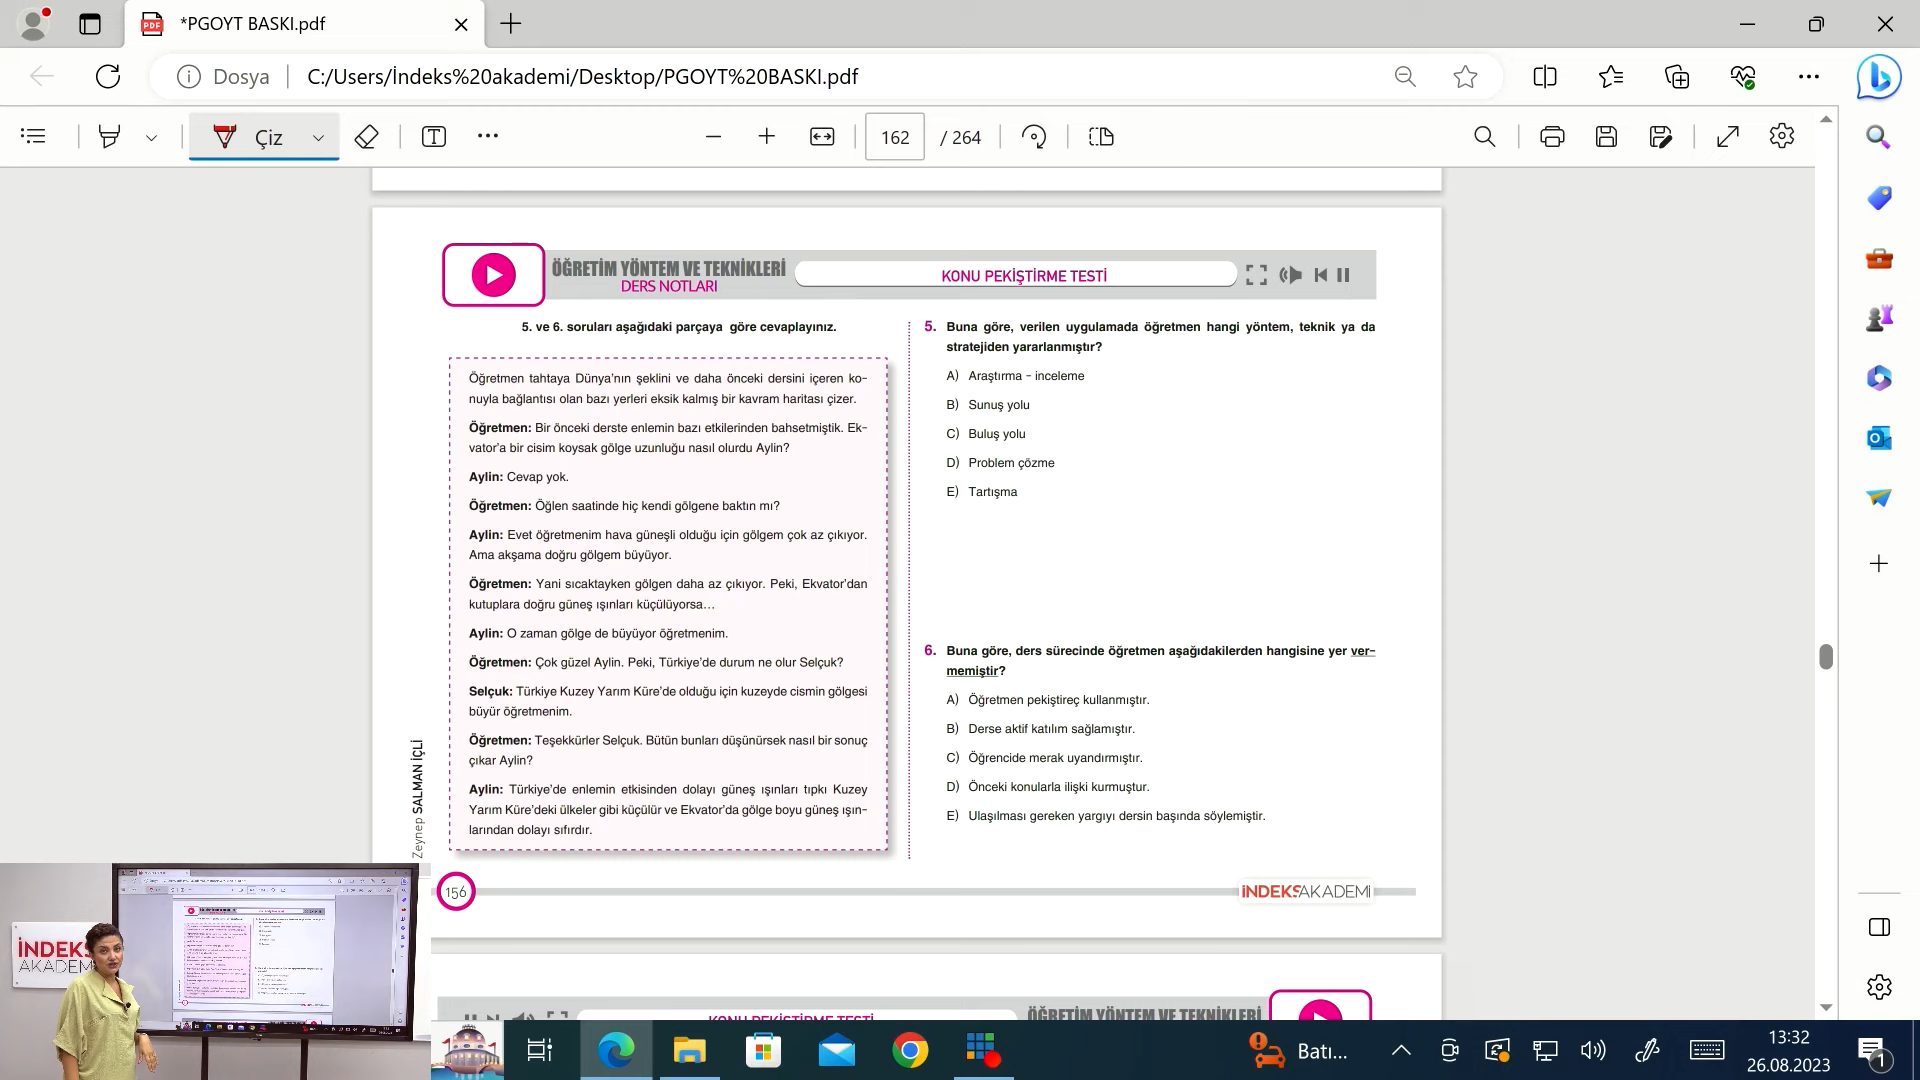 *PGOYT BASKI.pdf
Dosya
C:/Users/İndeks%20akademi/Desktop/PGOYT%20BASKI.pdf
Çiz
162
/ 264
ÖĞRETİM YÖNTEM VE TEKNİKLERİ
DERS NOTLARI
KONU PEKİŞTİRME TESTİ
5. ve 6. soruları aşağıdaki parçaya göre cevaplayınız.
Öğretmen tahtaya Dünya'nın şeklini ve daha önceki dersini içeren ko-
nuyla bağlantısı olan bazı yerleri eksik kalmış bir kavram haritası çizer.
Öğretmen: Bir önceki derste enlemin bazı etkilerinden bahsetmiştik. Ek-
vator'a bir cisim koysak gölge uzunluğu nasıl olurdu Aylin?
Aylin: Cevap yok.
Öğretmen: Öğlen saatinde hiç kendi gölgene baktın mı?
Aylin: Evet öğretmenim hava güneşli olduğu için gölgem çok az çıkıyor.
Ama akşama doğru gölgem büyüyor.
Öğretmen: Yani sıcaktayken gölgen daha az çıkıyor. Peki, Ekvator'dan
kutuplara doğru güneş ışınları küçülüyorsa…
Aylin: O zaman gölge de büyüyor öğretmenim.
Öğretmen: Çok güzel Aylin. Peki, Türkiye'de durum ne olur Selçuk?
Selçuk: Türkiye Kuzey Yarım Küre'de olduğu için kuzeyde cismin gölgesi
büyür öğretmenim.
Öğretmen: Teşekkürler Selçuk. Bütün bunları düşünürsek nasıl bir sonuç
çıkar Aylin?
Aylin: Türkiye'de enlemin etkisinden dolayı güneş ışınları tıpkı Kuzey
Yarım Küre'deki ülkeler gibi küçülür ve Ekvator'da gölge boyu güneş ışın-
larından dolayı sıfırdır.
Zeynep SALMAN İÇLİ
5. Buna göre, verilen uygulamada öğretmen hangi yöntem, teknik ya da
stratejiden yararlanmıştır?
A) Araştırma - inceleme
B) Sunuş yolu
C) Buluş yolu
D) Problem çözme
E) Tartışma
6. Buna göre, ders sürecinde öğretmen aşağıdakilerden hangisine yer ver-
memiştir?
A) Öğretmen pekiştireç kullanmıştır.
B) Derse aktif katılım sağlamıştır.
C) Öğrencide merak uyandırmıştır.
D) Önceki konularla ilişki kurmuştur.
E) Ulaşılması gereken yargıyı dersin başında söylemiştir.
156
İNDEKSAKADEMİ
KONU PEKİŞTİRME TESTİ
ÖĞRETİM YÖNTEM VE TEKNİKLERİ
İNDEKS
AKADEM
Batı...
13:32
26.08.2023
1